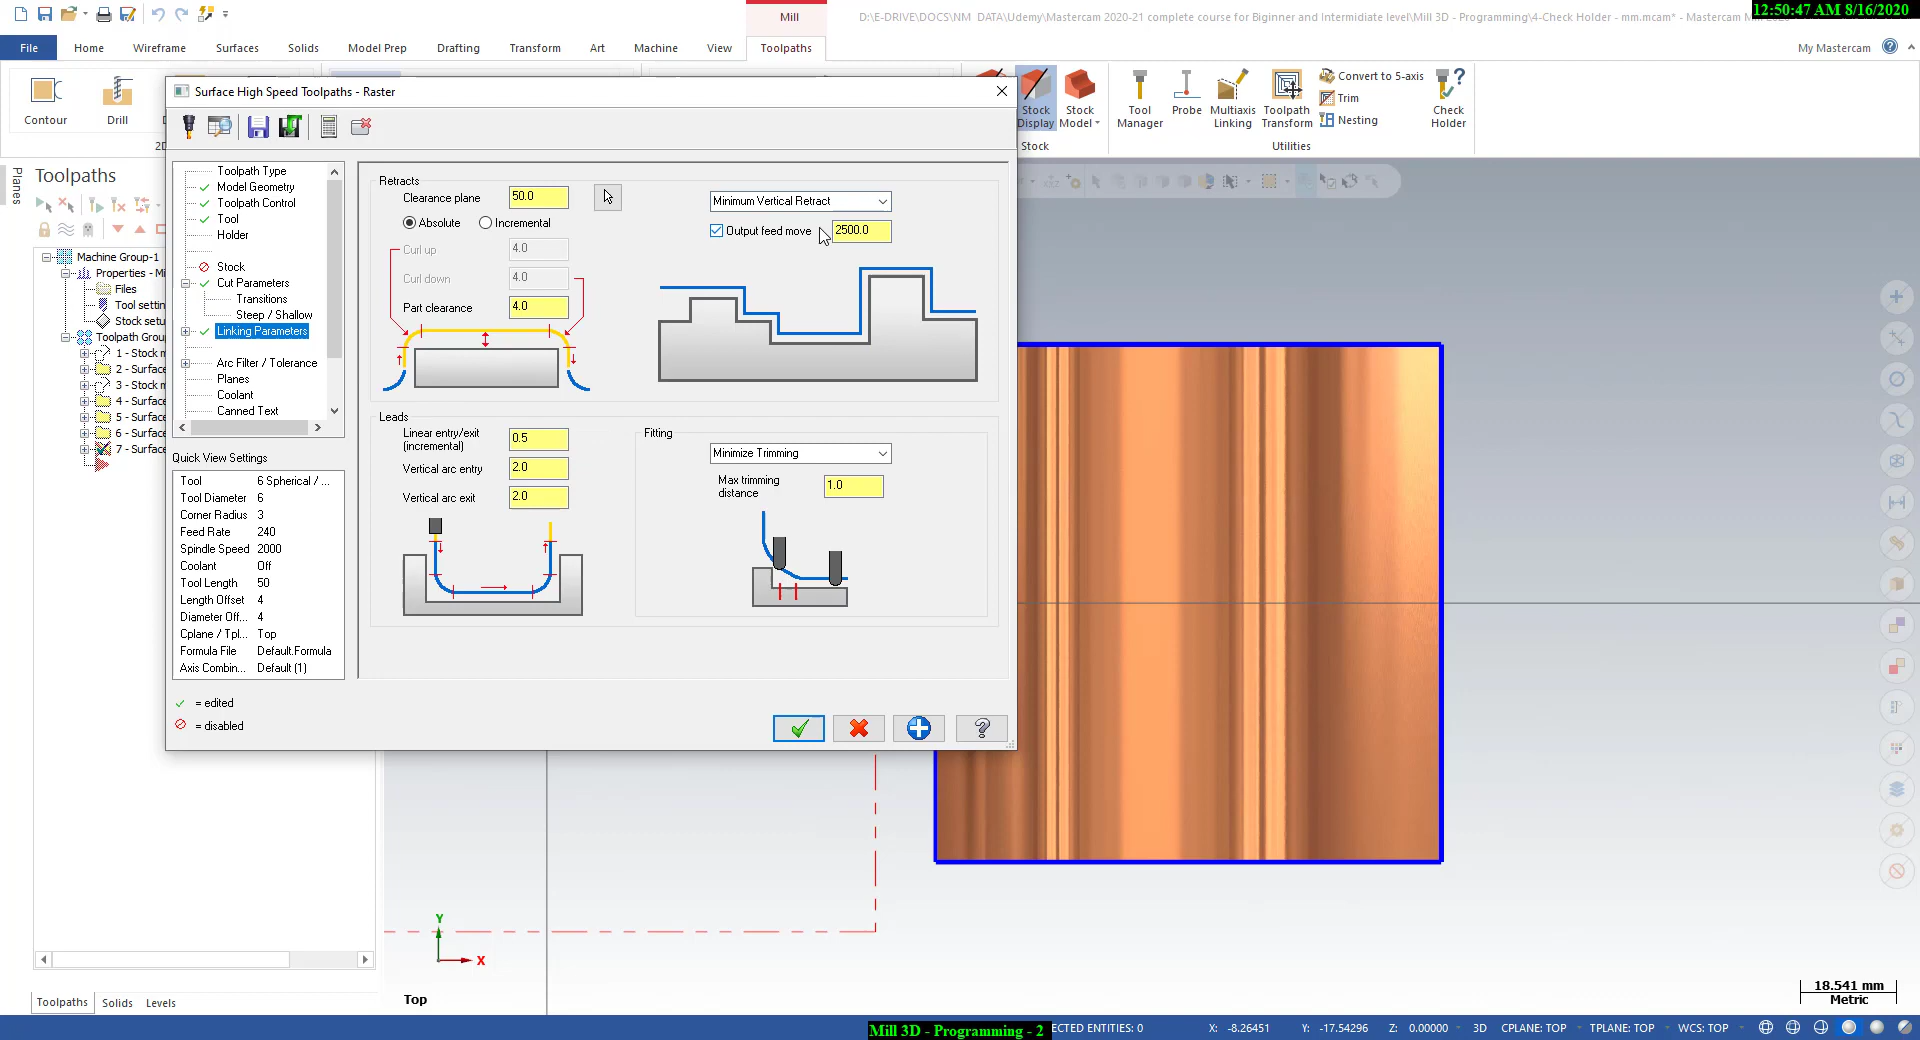 Mill
D:\E-DRIVE\DOCS\NM DATA\Udemy\Mastercam 2020-21 complete course for Biginner and Intermidiate level\Mill 3D - Programming\4-Check Holder - mm.mcam* - Mastercam
12:50:47 AM 8/16/2020
File
Home
Wireframe
Surfaces
Solids
Model Prep
Drafting
Transform
Art
Machine
View
Toolpaths
My Mastercam
Contour
Drill
Stock Display
Stock Model
Tool Manager
Probe
Multiaxis Linking
Toolpath Transform
Convert to 5-axis
Trim
Nesting
Check Holder
Stock
Utilities
Surface High Speed Toolpaths - Raster
Planes
Toolpaths
Machine Group-1
Properties - Mi
Files
Tool settin
Stock setu
Toolpath Grou
1 - Stock m
2 - Surface
3 - Stock m
4 - Surface
5 - Surface
6 - Surface
7 - Surface
Toolpath Type
Model Geometry
Toolpath Control
Tool
Holder
Stock
Cut Parameters
Transitions
Steep / Shallow
Linking Parameters
Arc Filter / Tolerance
Planes
Coolant
Canned Text
Quick View Settings
Tool 6 Spherical / ...
Tool Diameter 6
Corner Radius 3
Feed Rate 240
Spindle Speed 2000
Coolant Off
Tool Length 50
Length Offset 4
Diameter Off... 4
Cplane / Tpl... Top
Formula File Default.Formula
Axis Combin... Default (1)
= edited
= disabled
Retracts
Clearance plane 50.0
Absolute Incremental
Curl up 4.0
Curl down 4.0
Part clearance 4.0
Minimum Vertical Retract
Output feed move 2500.0
Leads
Linear entry/exit (incremental) 0.5
Vertical arc entry 2.0
Vertical arc exit 2.0
Fitting
Minimize Trimming
Max trimming distance 1.0
Y
X
Top
18.541 mm
Metric
Toolpaths Solids Levels
Mill 3D - Programming - 2
ECTED ENTITIES: 0 X: -8.26451 Y: -17.54296 Z: 0.00000 3D CPLANE: TOP TPLANE: TOP WCS: TOP